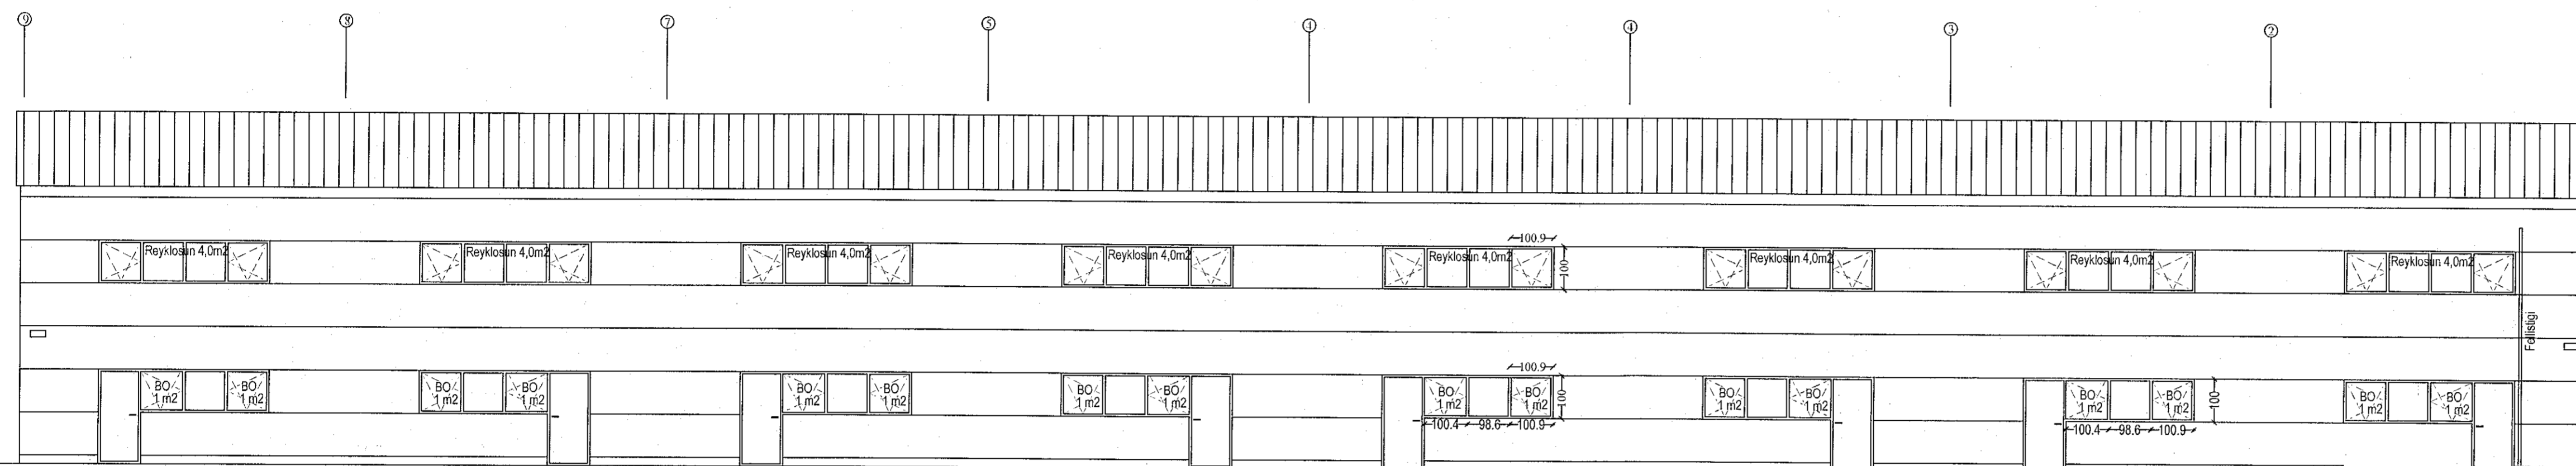 9 8 7 5 4 4 3 2
Reyklosun 4,0m2 Reyklosun 4,0m2 Reyklosun 4,0m2 Reyklosun 4,0m2 Reyklosun 4,0m2 Reyklosun 4,0m2 Reyklosun 4,0m2 Reyklosun 4,0m2
100.9
100
Fellistigi
100.9
BO BO BO BO BO BO BO BO BO BO BO BO BO BO BO BO
1 m2 1 m2 1 m2 1 m2 1 m2 1 m2 1 m2 1 m2 1 m2 1 m2 1 m2 1 m2 1 m2 1 m2 1 m2 1 m2
100 100
100.4 98.6 100.9 100.4 98.6 100.9